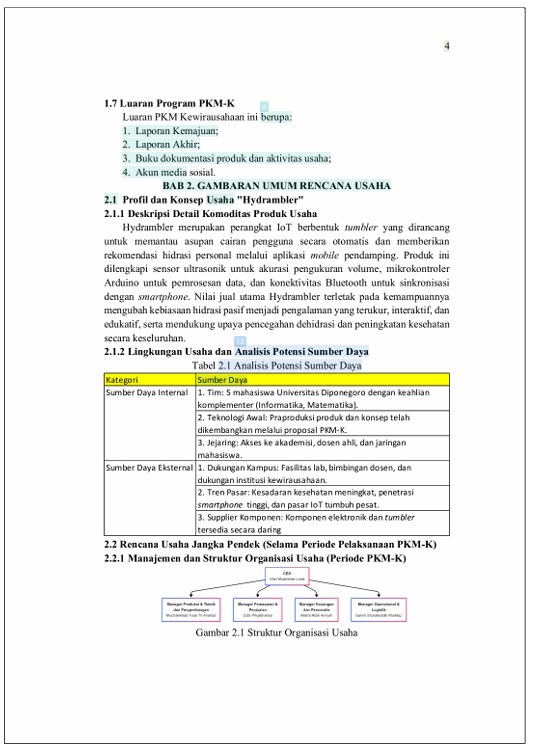 4
1.7 Luaran Program PKM-K
Luaran PKM Kewirausahaan ini berupa:
1. Laporan Kemajuan;
2. Laporan Akhir;
3. Buku dokumentasi produk dan aktivitas usaha;
4. Akun media sosial.
BAB 2. GAMBARAN UMUM RENCANA USAHA
2.1 Profil dan Konsep Usaha "Hydrambler"
2.1.1 Deskripsi Detail Komoditas Produk Usaha
Hydrambler merupakan perangkat IoT berbentuk tumbler yang dirancang
untuk memantau asupan cairan pengguna secara otomatis dan memberikan
rekomendasi hidrasi personal melalui aplikasi mobile pendamping. Produk ini
dilengkapi sensor ultrasonik untuk akurasi pengukuran volume, mikrokontroler
Arduino untuk pemrosesan data, dan konektivitas Bluetooth untuk sinkronisasi
dengan smartphone. Nilai jual utama Hydrambler terletak pada kemampuannya
mengubah kebiasaan hidrasi pasif menjadi pengalaman yang terukur, interaktif, dan
edukatif, serta mendukung upaya pencegahan dehidrasi dan peningkatan kesehatan
secara keseluruhan.
2.1.2 Lingkungan Usaha dan Analisis Potensi Sumber Daya
Tabel 2.1 Analisis Potensi Sumber Daya
Kategori Sumber Daya
Sumber Daya Internal 1. Tim: 5 mahasiswa Universitas Diponegoro dengan keahlian
komplementer (Informatika, Matematika).
2. Teknologi Awal: Praproduksi produk dan konsep telah
dikembangkan melalui proposal PKM-K.
3. Jejaring: Akses ke akademisi, dosen ahli, dan jaringan
mahasiswa.
Sumber Daya Eksternal 1. Dukungan Kampus: Fasilitas lab, bimbingan dosen, dan
dukungan institusi kewirausahaan.
2. Tren Pasar: Kesadaran kesehatan meningkat, penetrasi
smartphone tinggi, dan pasar IoT tumbuh pesat.
3. Supplier Komponen: Komponen elektronik dan tumbler
tersedia secara daring
2.2 Rencana Usaha Jangka Pendek (Selama Periode Pelaksanaan PKM-K)
2.2.1 Manajemen dan Struktur Organisasi Usaha (Periode PKM-K)
CEO
Manager Produksi & Teknik
dan Pengembangan
Manager Pemasaran &
Penjualan
Manager Keuangan
dan Personalia
Manager Operasional &
Logistik
Gambar 2.1 Struktur Organisasi Usaha